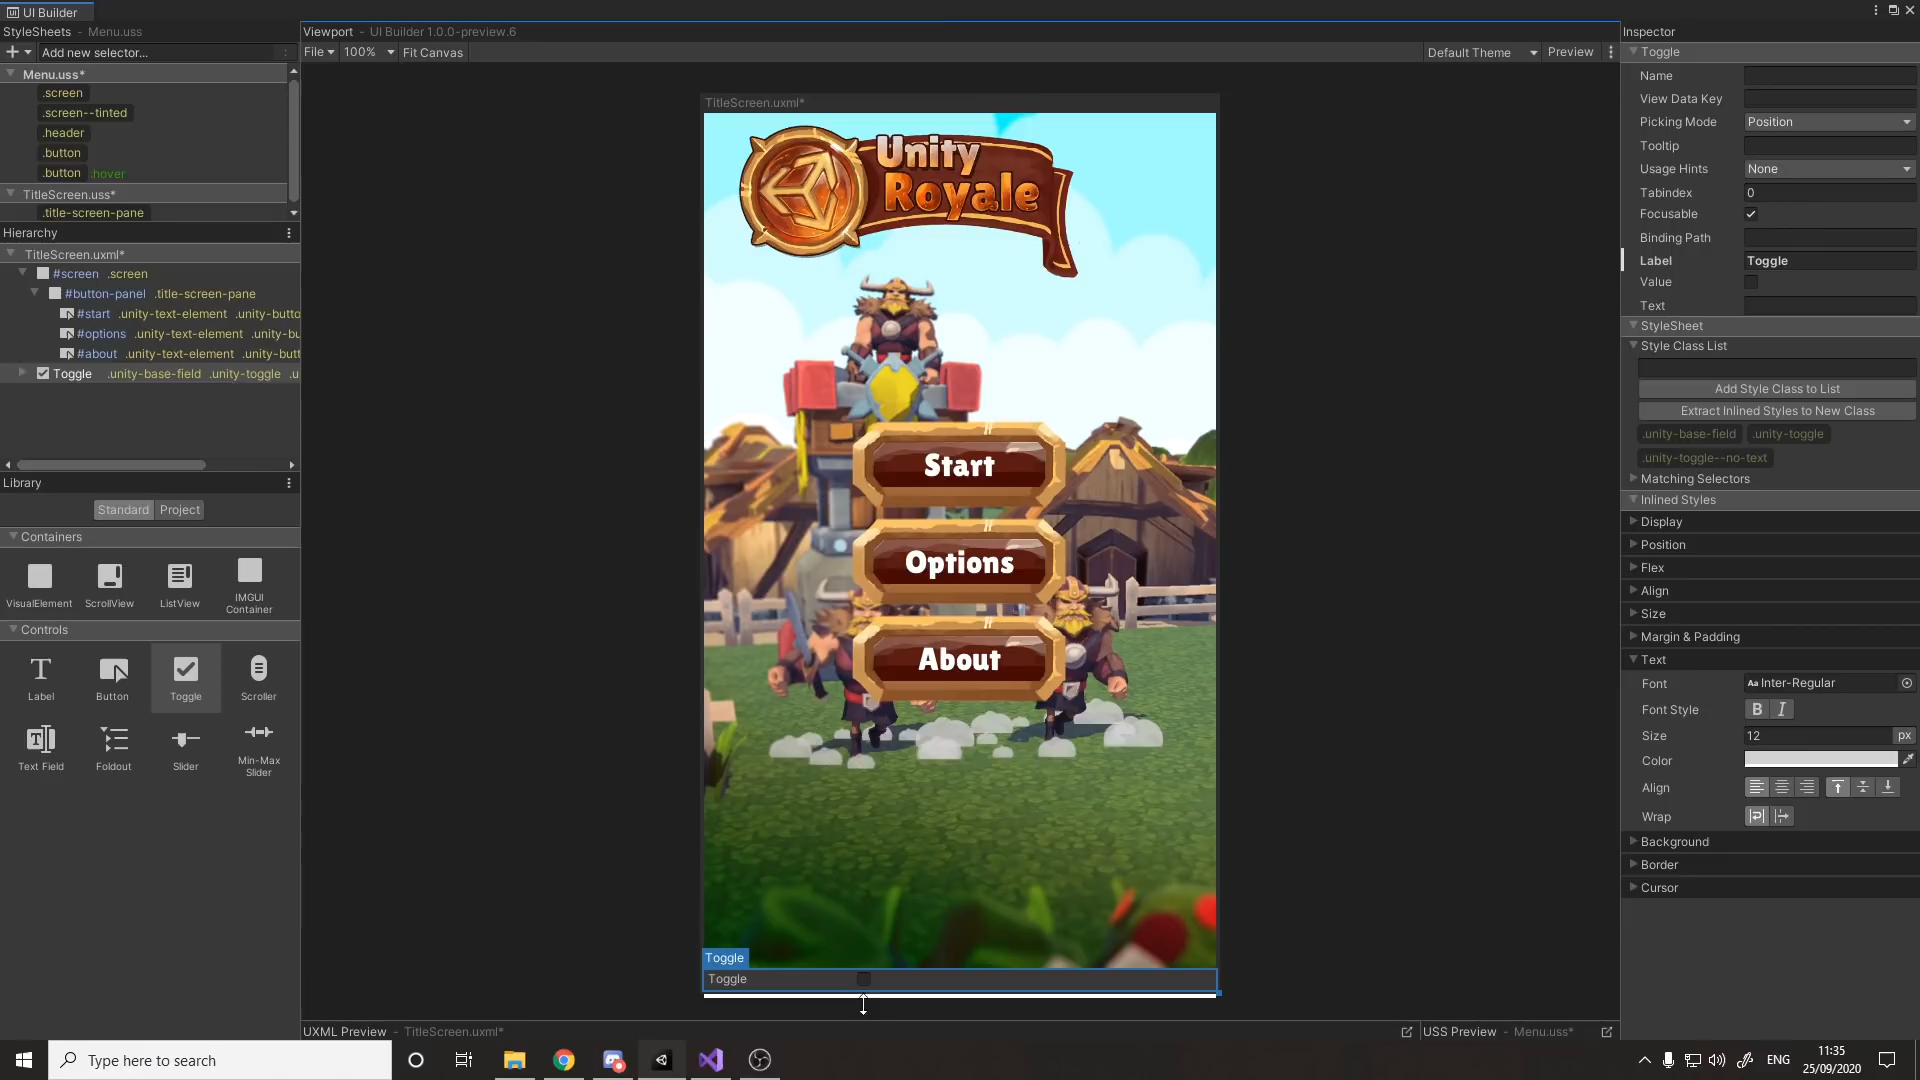 UI Builder
StyleSheets - Menu.uss
Add new selector...
Menu.uss*
.screen
.screen--tinted
.header
.button
.button :hover
TitleScreen.uss*
.title-screen-pane
Hierarchy
TitleScreen.uxml*
#screen .screen
#button-panel .title-screen-pane
#start .unity-text-element .unity-butto
#options .unity-text-element .unity-bu
#about .unity-text-element .unity-butt
Toggle .unity-base-field .unity-toggle .u
Library
Standard Project
Containers
VisualElement ScrollView ListView IMGUI Container
Controls
Label Button Toggle Scroller
Text Field Foldout Slider Min-Max Slider
Viewport - UI Builder 1.0.0-preview.6
File 100% Fit Canvas
Default Theme Preview
TitleScreen.uxml*
Unity
Royale
Start
Options
About
Toggle
Toggle
UXML Preview - TitleScreen.uxml*
USS Preview - Menu.uss*
Inspector
Toggle
Name
View Data Key
Picking Mode Position
Tooltip
Usage Hints None
Tabindex 0
Focusable
Binding Path
Label Toggle
Value
Text
StyleSheet
Style Class List
Add Style Class to List
Extract Inlined Styles to New Class
.unity-base-field .unity-toggle
.unity-toggle--no-text
Matching Selectors
Inlined Styles
Display
Position
Flex
Align
Size
Margin & Padding
Text
Font Aa Inter-Regular
Font Style B I
Size 12 px
Color
Align
Wrap
Background
Border
Cursor
Type here to search
ENG
11:35
25/09/2020